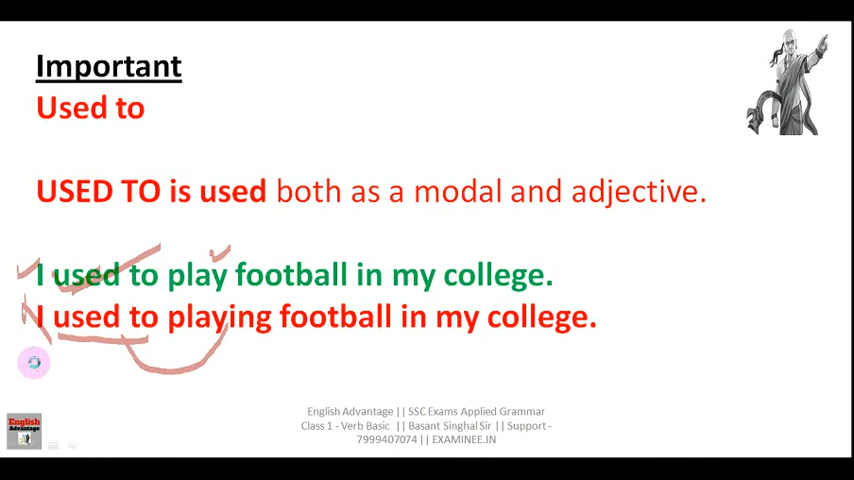 Important
Used to
USED TO is used both as a modal and adjective.
I used to play football in my college.
I used to playing football in my college.
English Advantage || SSC Exams Applied Grammar
Class 1 - Verb Basic || Basant Singhal Sir || Support -
7999407074 || EXAMINEE.IN
English
Advantage